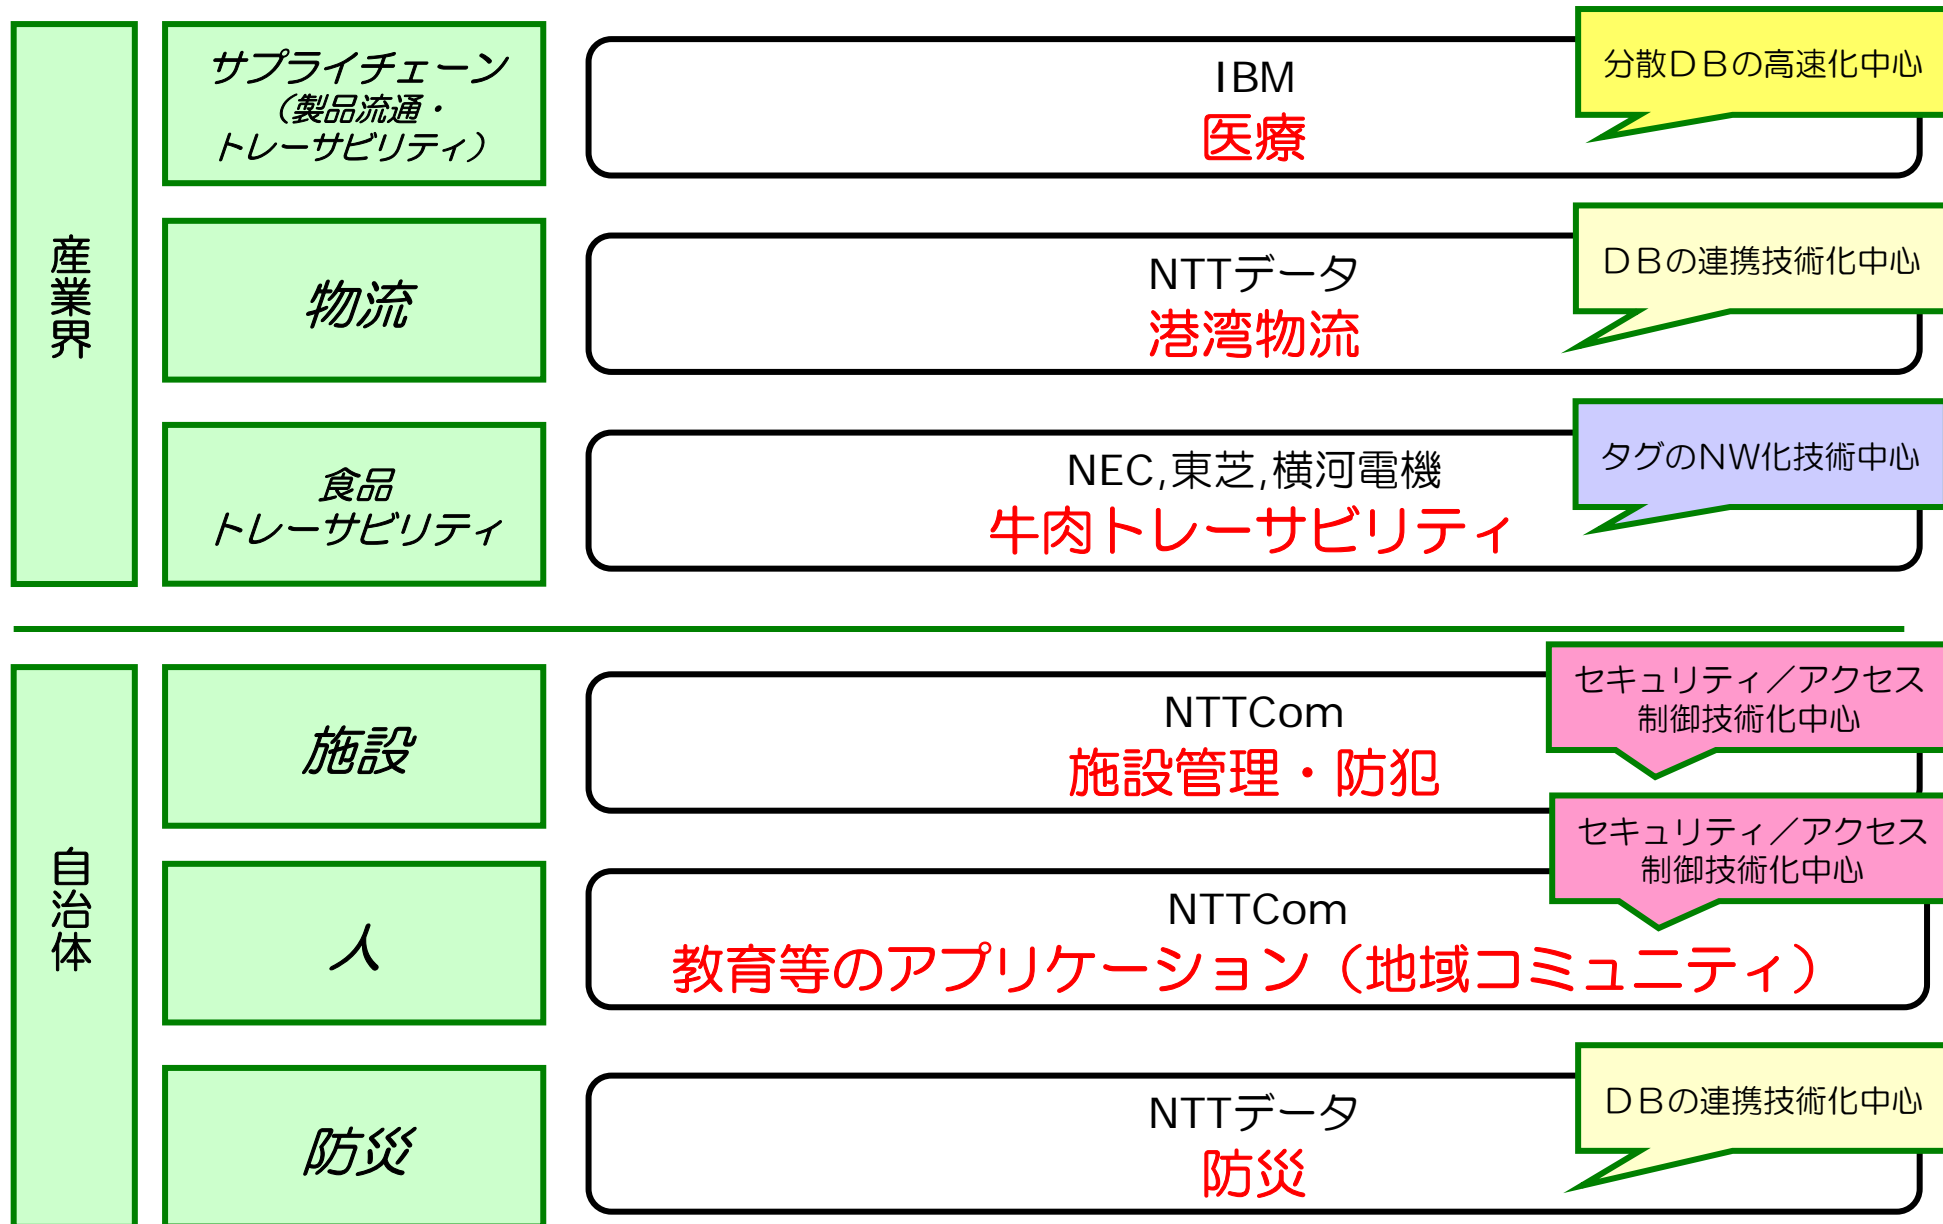 産業界
サプライチェーン
（製品流通・
トレーサビリティ）
IBM
医療
分散ＤＢの高速化中心
物流
NTTデータ
港湾物流
ＤＢの連携技術化中心
食品
トレーサビリティ
NEC,東芝,横河電機
牛肉トレーサビリティ
タグのNW化技術中心
自治体
施設
NTTCom
施設管理・防犯
セキュリティ／アクセス
制御技術化中心
人
NTTCom
教育等のアプリケーション（地域コミュニティ）
セキュリティ／アクセス
制御技術化中心
防災
NTTデータ
防災
ＤＢの連携技術化中心